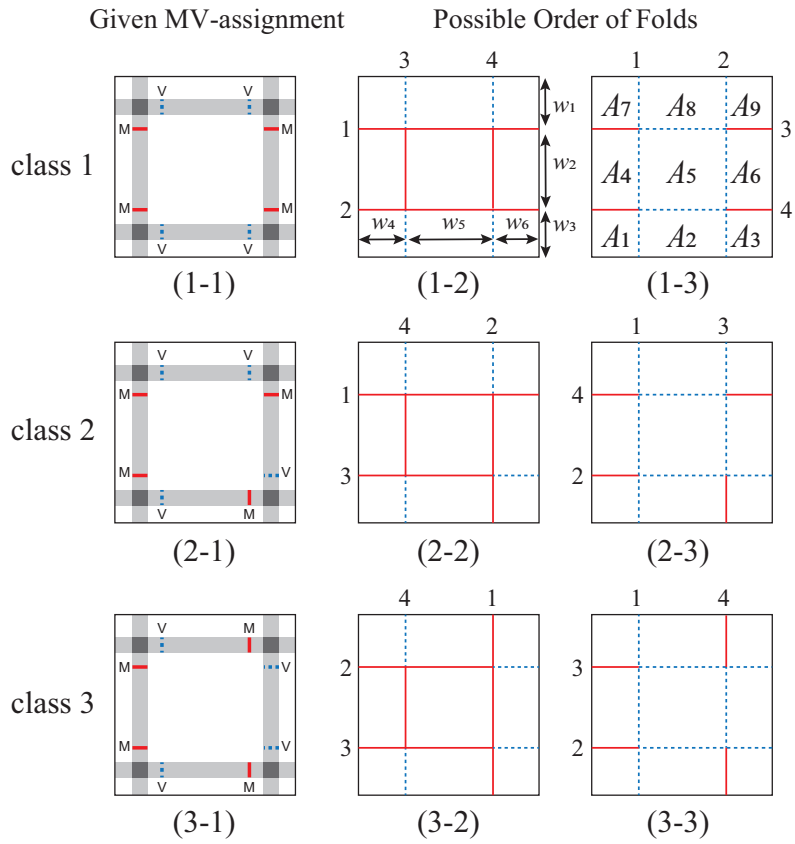 Given MV-assignment Possible Order of Folds
3 4 1 2
V V
M M
1
w1
A7 A8 A9
3
class 1
w2
A4 A5 A6
M M
2
w4 w5 w6 w3
A1 A2 A3
4
V V
(1-1) (1-2) (1-3)
4 2 1 3
V V
M M
1 4
class 2
M V
3 2
V M
(2-1) (2-2) (2-3)
4 1 1 4
V M
M V
2 3
class 3
M V
3 2
V M
(3-1) (3-2) (3-3)